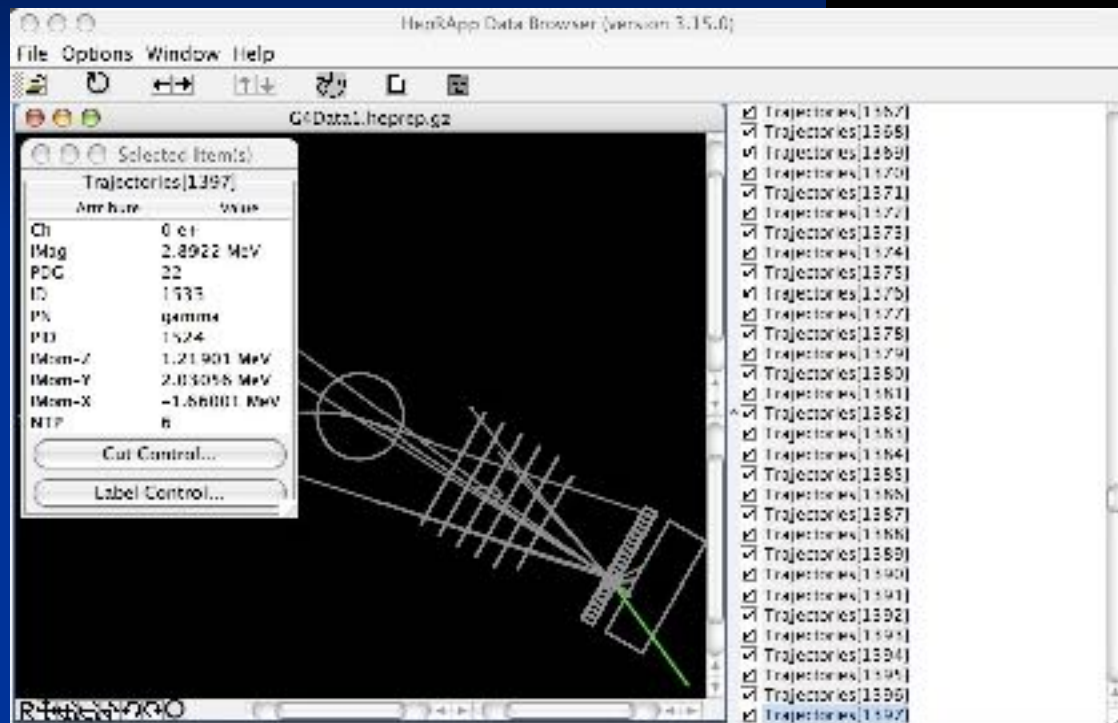 HepRApp Data Browser (version 3.15.0)
File Options Window Help
G4Data1.heprep.gz
Selected Item(s)
Trajectories[1397]
Attribute Value
Ch 0 e+
IMag 2.8922 MeV
PDG 22
ID 1533
PN gamma
PID 1524
IMom-Z 1.21901 MeV
IMom-Y 2.03056 MeV
IMom-X -1.66001 MeV
NTP 6
Cut Control...
Label Control...
Trajectories[1367]
Trajectories[1368]
Trajectories[1369]
Trajectories[1370]
Trajectories[1371]
Trajectories[1372]
Trajectories[1373]
Trajectories[1374]
Trajectories[1375]
Trajectories[1376]
Trajectories[1377]
Trajectories[1378]
Trajectories[1379]
Trajectories[1380]
Trajectories[1381]
Trajectories[1382]
Trajectories[1383]
Trajectories[1384]
Trajectories[1385]
Trajectories[1386]
Trajectories[1387]
Trajectories[1388]
Trajectories[1389]
Trajectories[1390]
Trajectories[1391]
Trajectories[1392]
Trajectories[1393]
Trajectories[1394]
Trajectories[1395]
Trajectories[1396]
Trajectories[1397]